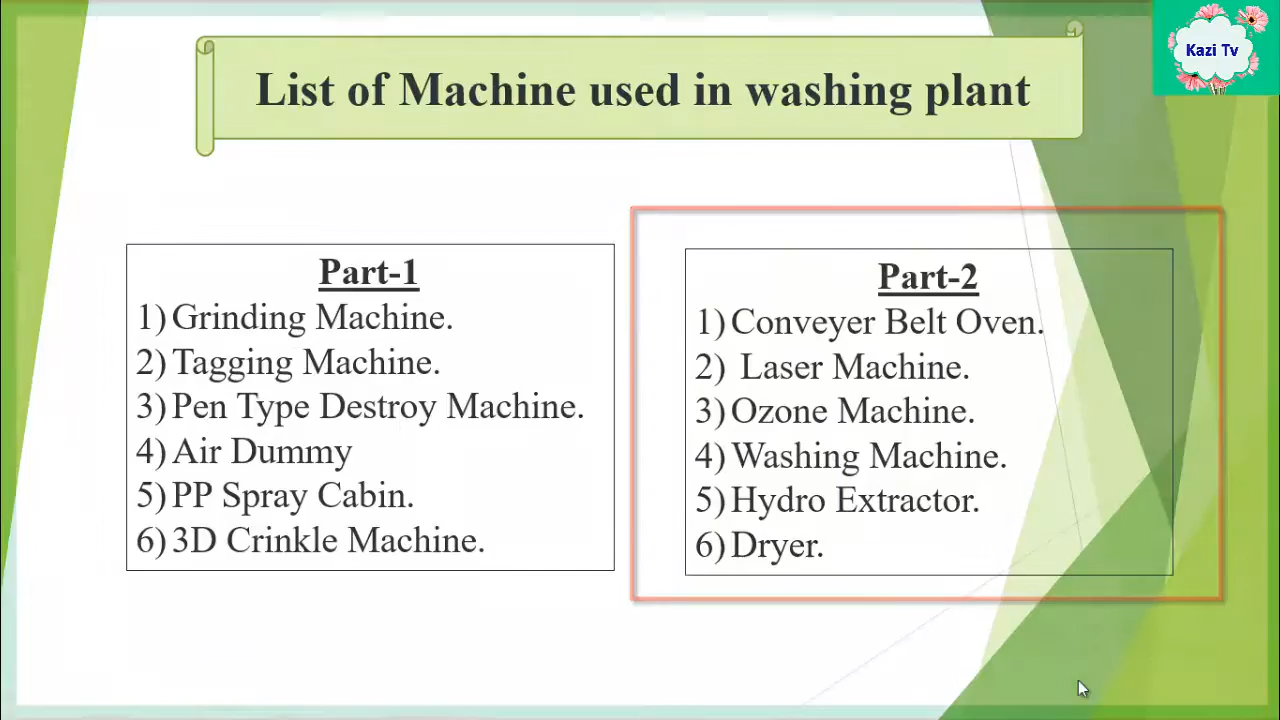 Kazi Tv
List of Machine used in washing plant
Part-1
1) Grinding Machine.
2) Tagging Machine.
3) Pen Type Destroy Machine.
4) Air Dummy
5) PP Spray Cabin.
6) 3D Crinkle Machine.
Part-2
1) Conveyer Belt Oven.
2) Laser Machine.
3) Ozone Machine.
4) Washing Machine.
5) Hydro Extractor.
6) Dryer.